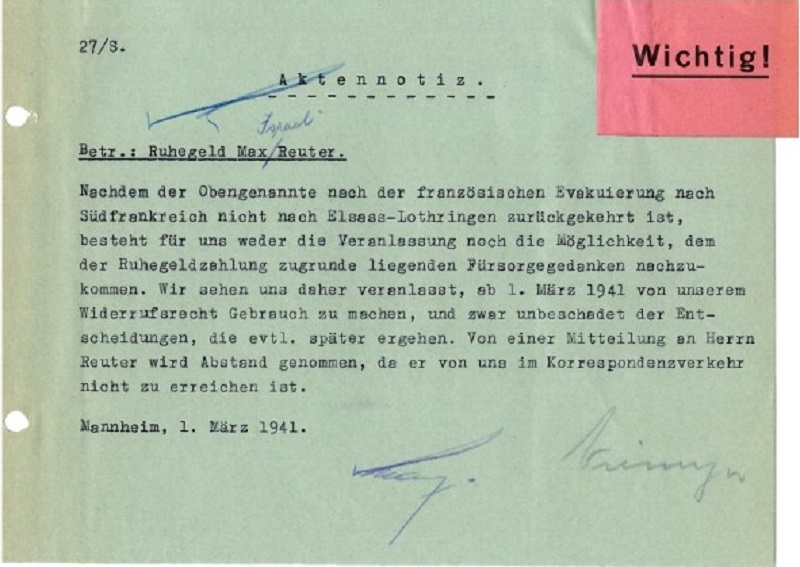 27/S.
Wichtig!
Aktennotiz.
Israel
Betr.: Ruhegeld Max/Reuter.
Nachdem der Obengenannte nach der französischen Evakuierung nach
Südfrankreich nicht nach Elsass-Lothringen zurückgekehrt ist,
besteht für uns weder die Veranlassung noch die Möglichkeit, dem
der Ruhegeldzahlung zugrunde liegenden Fürsorgegedanken nachzu-
kommen. Wir sehen uns daher veranlasst, ab 1. März 1941 von unserem
Widerrufsrecht Gebrauch zu machen, und zwar unbeschadet der Ent-
scheidungen, die evtl. später ergehen. Von einer Mitteilung an Herrn
Reuter wird Abstand genommen, da er von uns im Korrespondenzverkehr
nicht zu erreichen ist.
Mannheim, 1. März 1941.